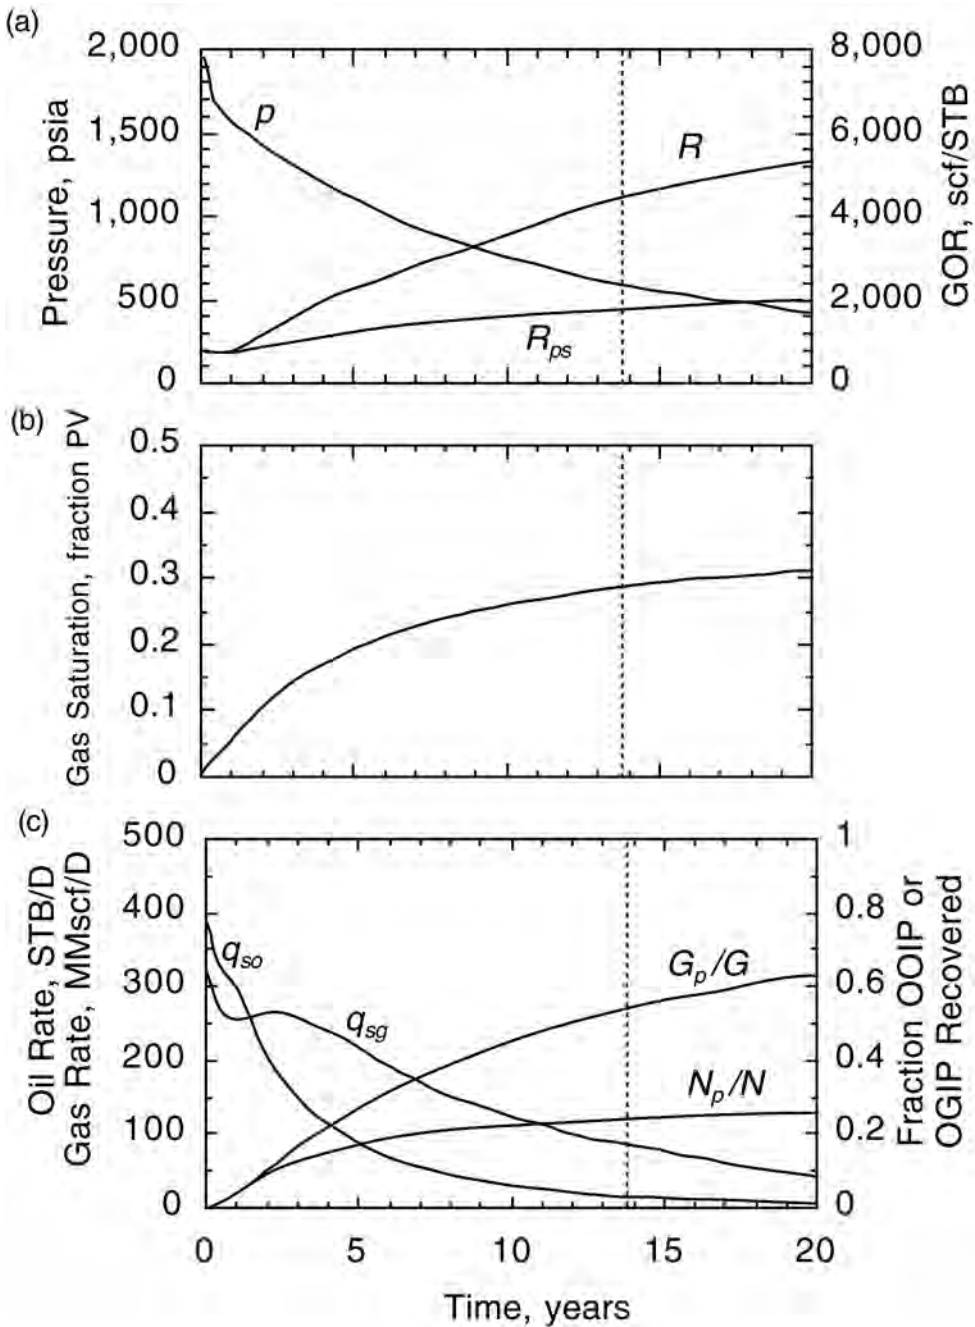 (a)
2,000
1,500
1,000
500
0
Pressure, psia
p
R
R_ps
8,000
6,000
4,000
2,000
0
GOR, scf/STB
(b)
0.5
0.4
0.3
0.2
0.1
0
Gas Saturation, fraction PV
(c)
500
400
300
200
100
0
Oil Rate, STB/D
Gas Rate, MMscf/D
q_so
q_sg
G_p/G
N_p/N
1
0.8
0.6
0.4
0.2
0
Fraction OOIP or
OGIP Recovered
0 5 10 15 20
Time, years